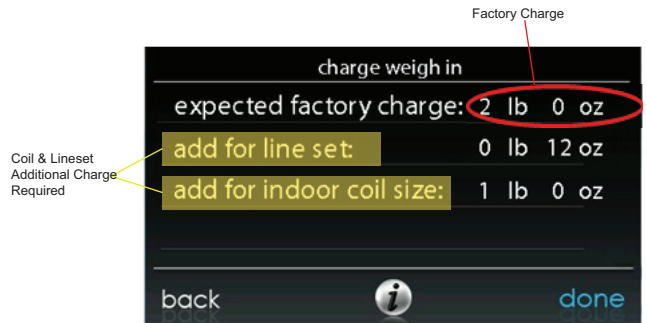 Factory Charge
charge weigh in
expected factory charge: 2 lb 0 oz
add for line set: 0 lb 12 oz
Coil & Lineset
Additional Charge
Required
add for indoor coil size: 1 lb 0 oz
back i done